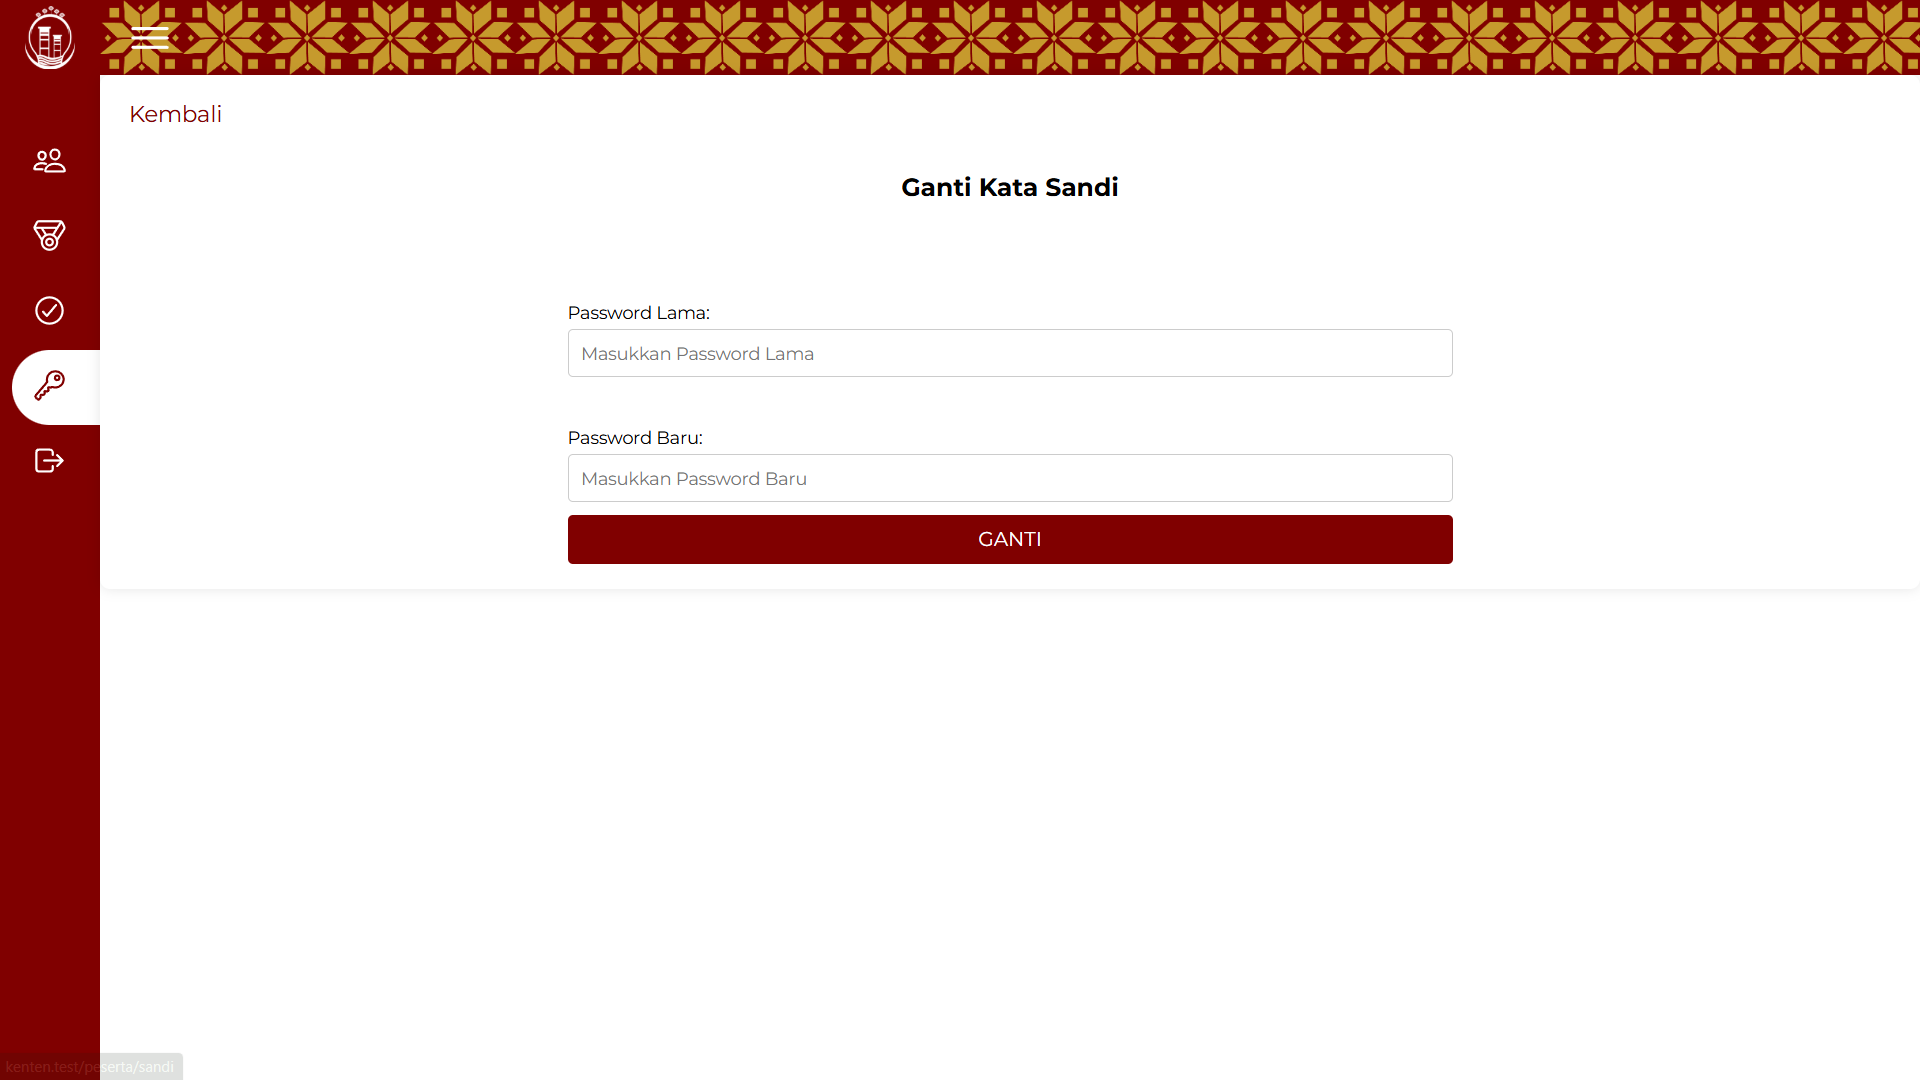 Kembali
Ganti Kata Sandi
Password Lama:
Masukkan Password Lama
Password Baru:
Masukkan Password Baru
GANTI
kenten.test/peserta/sandi